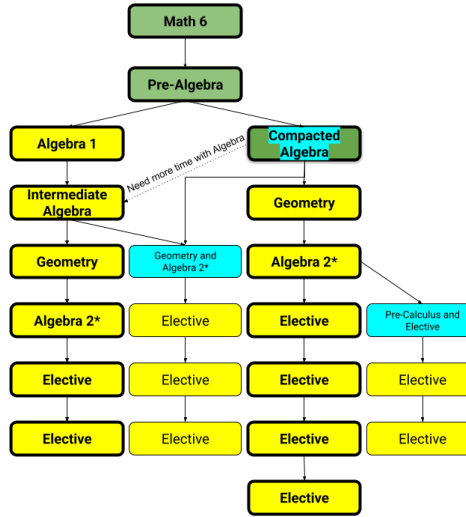 Math 6
Pre-Algebra
Algebra 1
Compacted
Algebra
Need more time with Algebra
Intermediate
Algebra
Geometry
Geometry
Geometry and
Algebra 2*
Algebra 2*
Algebra 2*
Elective
Elective
Pre-Calculus and
Elective
Elective
Elective
Elective
Elective
Elective
Elective
Elective
Elective
Elective